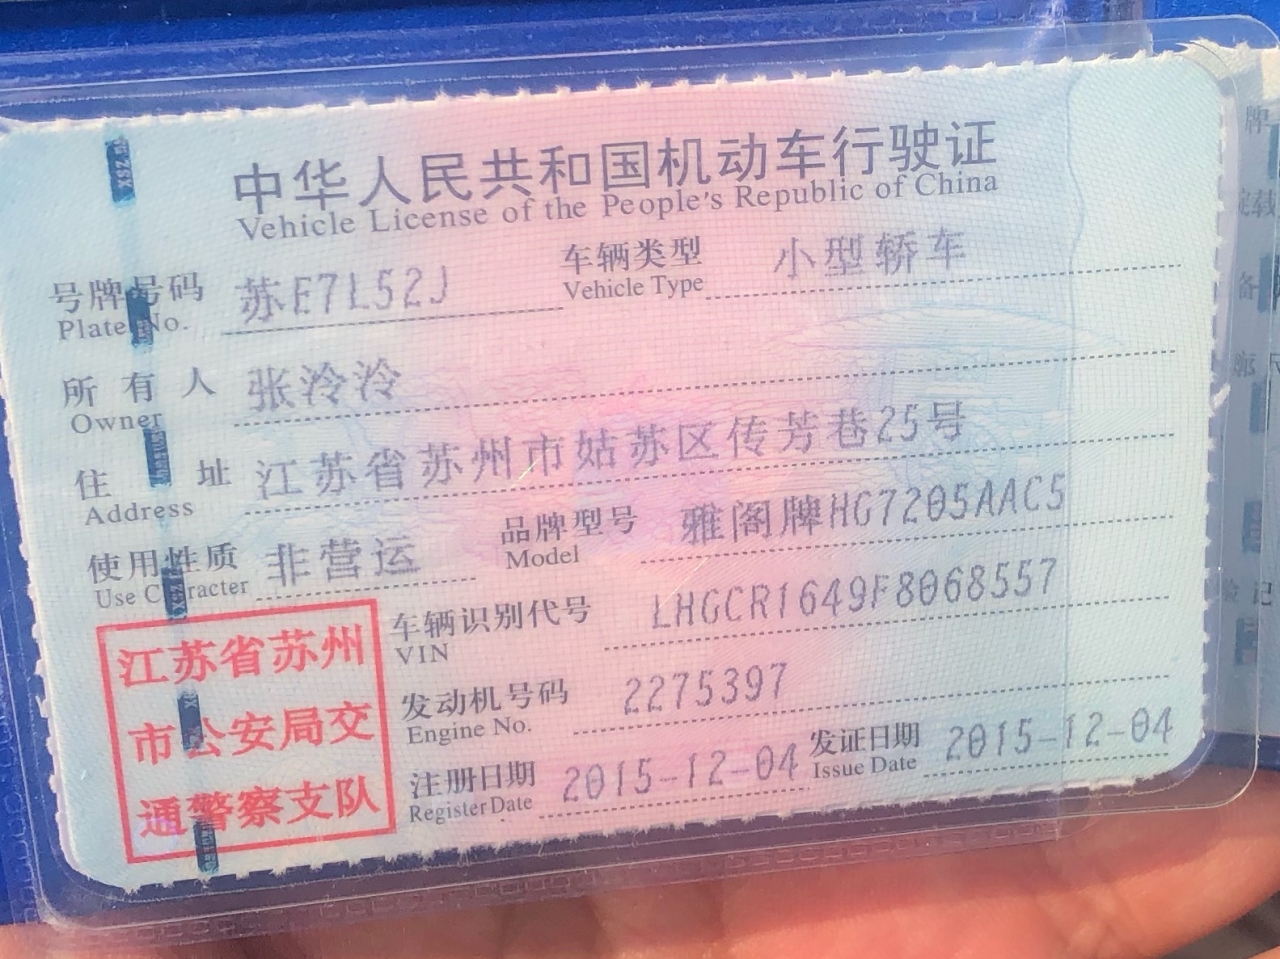 中华人民共和国机动车行驶证
Vehicle License of the People's Republic of China
号牌号码 苏E7L52J 车辆类型 小型轿车
Plate No. Vehicle Type
所有人 张泠泠
Owner
住址 江苏省苏州市姑苏区传芳巷25号
Address
使用性质 非营运 品牌型号 雅阁牌HG7205AAC5
Use Character Model
江苏省苏州
市公安局交
通警察支队
车辆识别代号 LHGCR1649F8068557
VIN
发动机号码 2275397
Engine No.
注册日期 2015-12-04 发证日期 2015-12-04
Register Date Issue Date